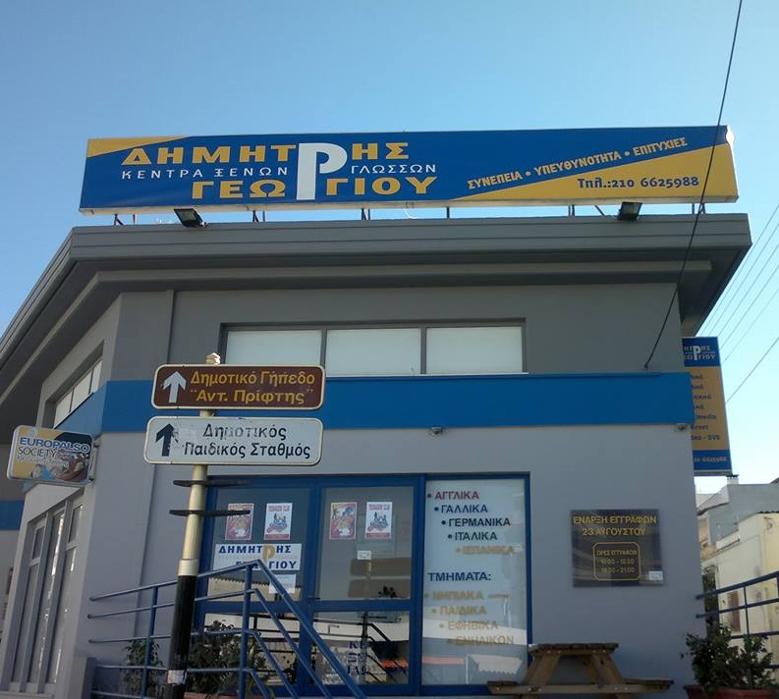 ΔΗΜΗΤΡΗΣ
ΚΕΝΤΡΑ ΞΕΝΩΝ ΓΛΩΣΣΩΝ
ΓΕΩΡΓΙΟΥ
ΣΥΝΕΠΕΙΑ • ΥΠΕΥΘΥΝΟΤΗΤΑ • ΕΠΙΤΥΧΙΕΣ
Τηλ.:210 6625988
Δημοτικό Γήπεδο
"Αντ. Πρίφτης"
Δημοτικός
Παιδικός Σταθμός
EUROPALSO
SOCIETY
ΔΗΜΗΤΡΗΣ
ΓΕΩΡΓΙΟΥ
• ΑΓΓΛΙΚΑ
• ΓΑΛΛΙΚΑ
• ΓΕΡΜΑΝΙΚΑ
• ΙΤΑΛΙΚΑ
• ΙΣΠΑΝΙΚΑ
ΤΜΗΜΑΤΑ:
• ΝΗΠΙΑΚΑ
• ΠΑΙΔΙΚΑ
• ΕΦΗΒΙΚΑ
• ΕΝΗΛΙΚΩΝ
ΕΝΑΡΞΗ ΕΓΓΡΑΦΩΝ
23 ΑΥΓΟΥΣΤΟΥ
ΩΡΕΣ ΕΓΓΡΑΦΩΝ